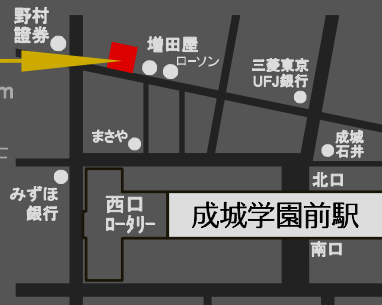 野村
證券
増田屋
ローソン
三菱東京
UFJ銀行
m
まさや
成城
石井
みずほ
銀行
北口
西口
ロータリー
成城学園前駅
南口